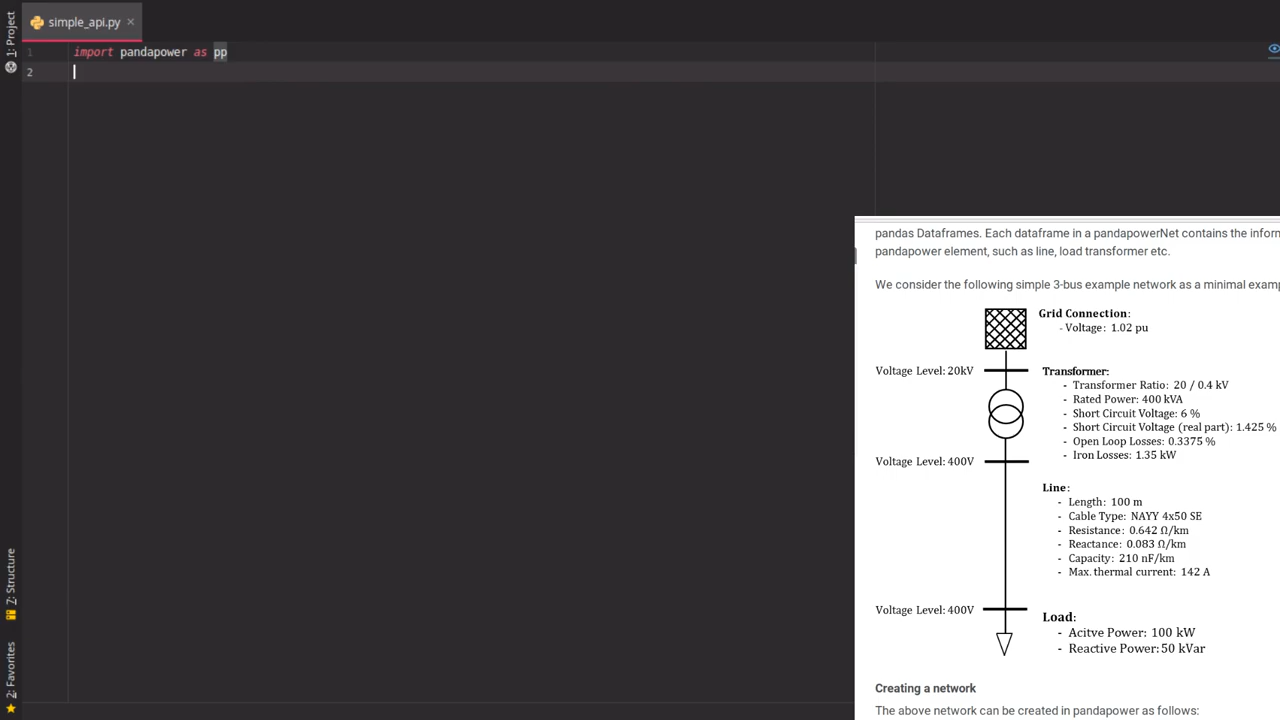 simple_api.py
1: Project
1 import pandapower as pp
2
pandas Dataframes. Each dataframe in a pandapowerNet contains the inforn
pandapower element, such as line, load transformer etc.
We consider the following simple 3-bus example network as a minimal examp
Grid Connection:
- Voltage: 1.02 pu
Voltage Level: 20kV
Transformer:
- Transformer Ratio: 20 / 0.4 kV
- Rated Power: 400 kVA
- Short Circuit Voltage: 6 %
- Short Circuit Voltage (real part): 1.425 %
- Open Loop Losses: 0.3375 %
- Iron Losses: 1.35 kW
Voltage Level: 400V
Line:
- Length: 100 m
- Cable Type: NAYY 4x50 SE
- Resistance: 0.642 Ω/km
- Reactance: 0.083 Ω/km
- Capacity: 210 nF/km
- Max. thermal current: 142 A
Voltage Level: 400V
Load:
- Acitve Power: 100 kW
- Reactive Power: 50 kVar
Creating a network
The above network can be created in pandapower as follows:
7: Structure
2: Favorites